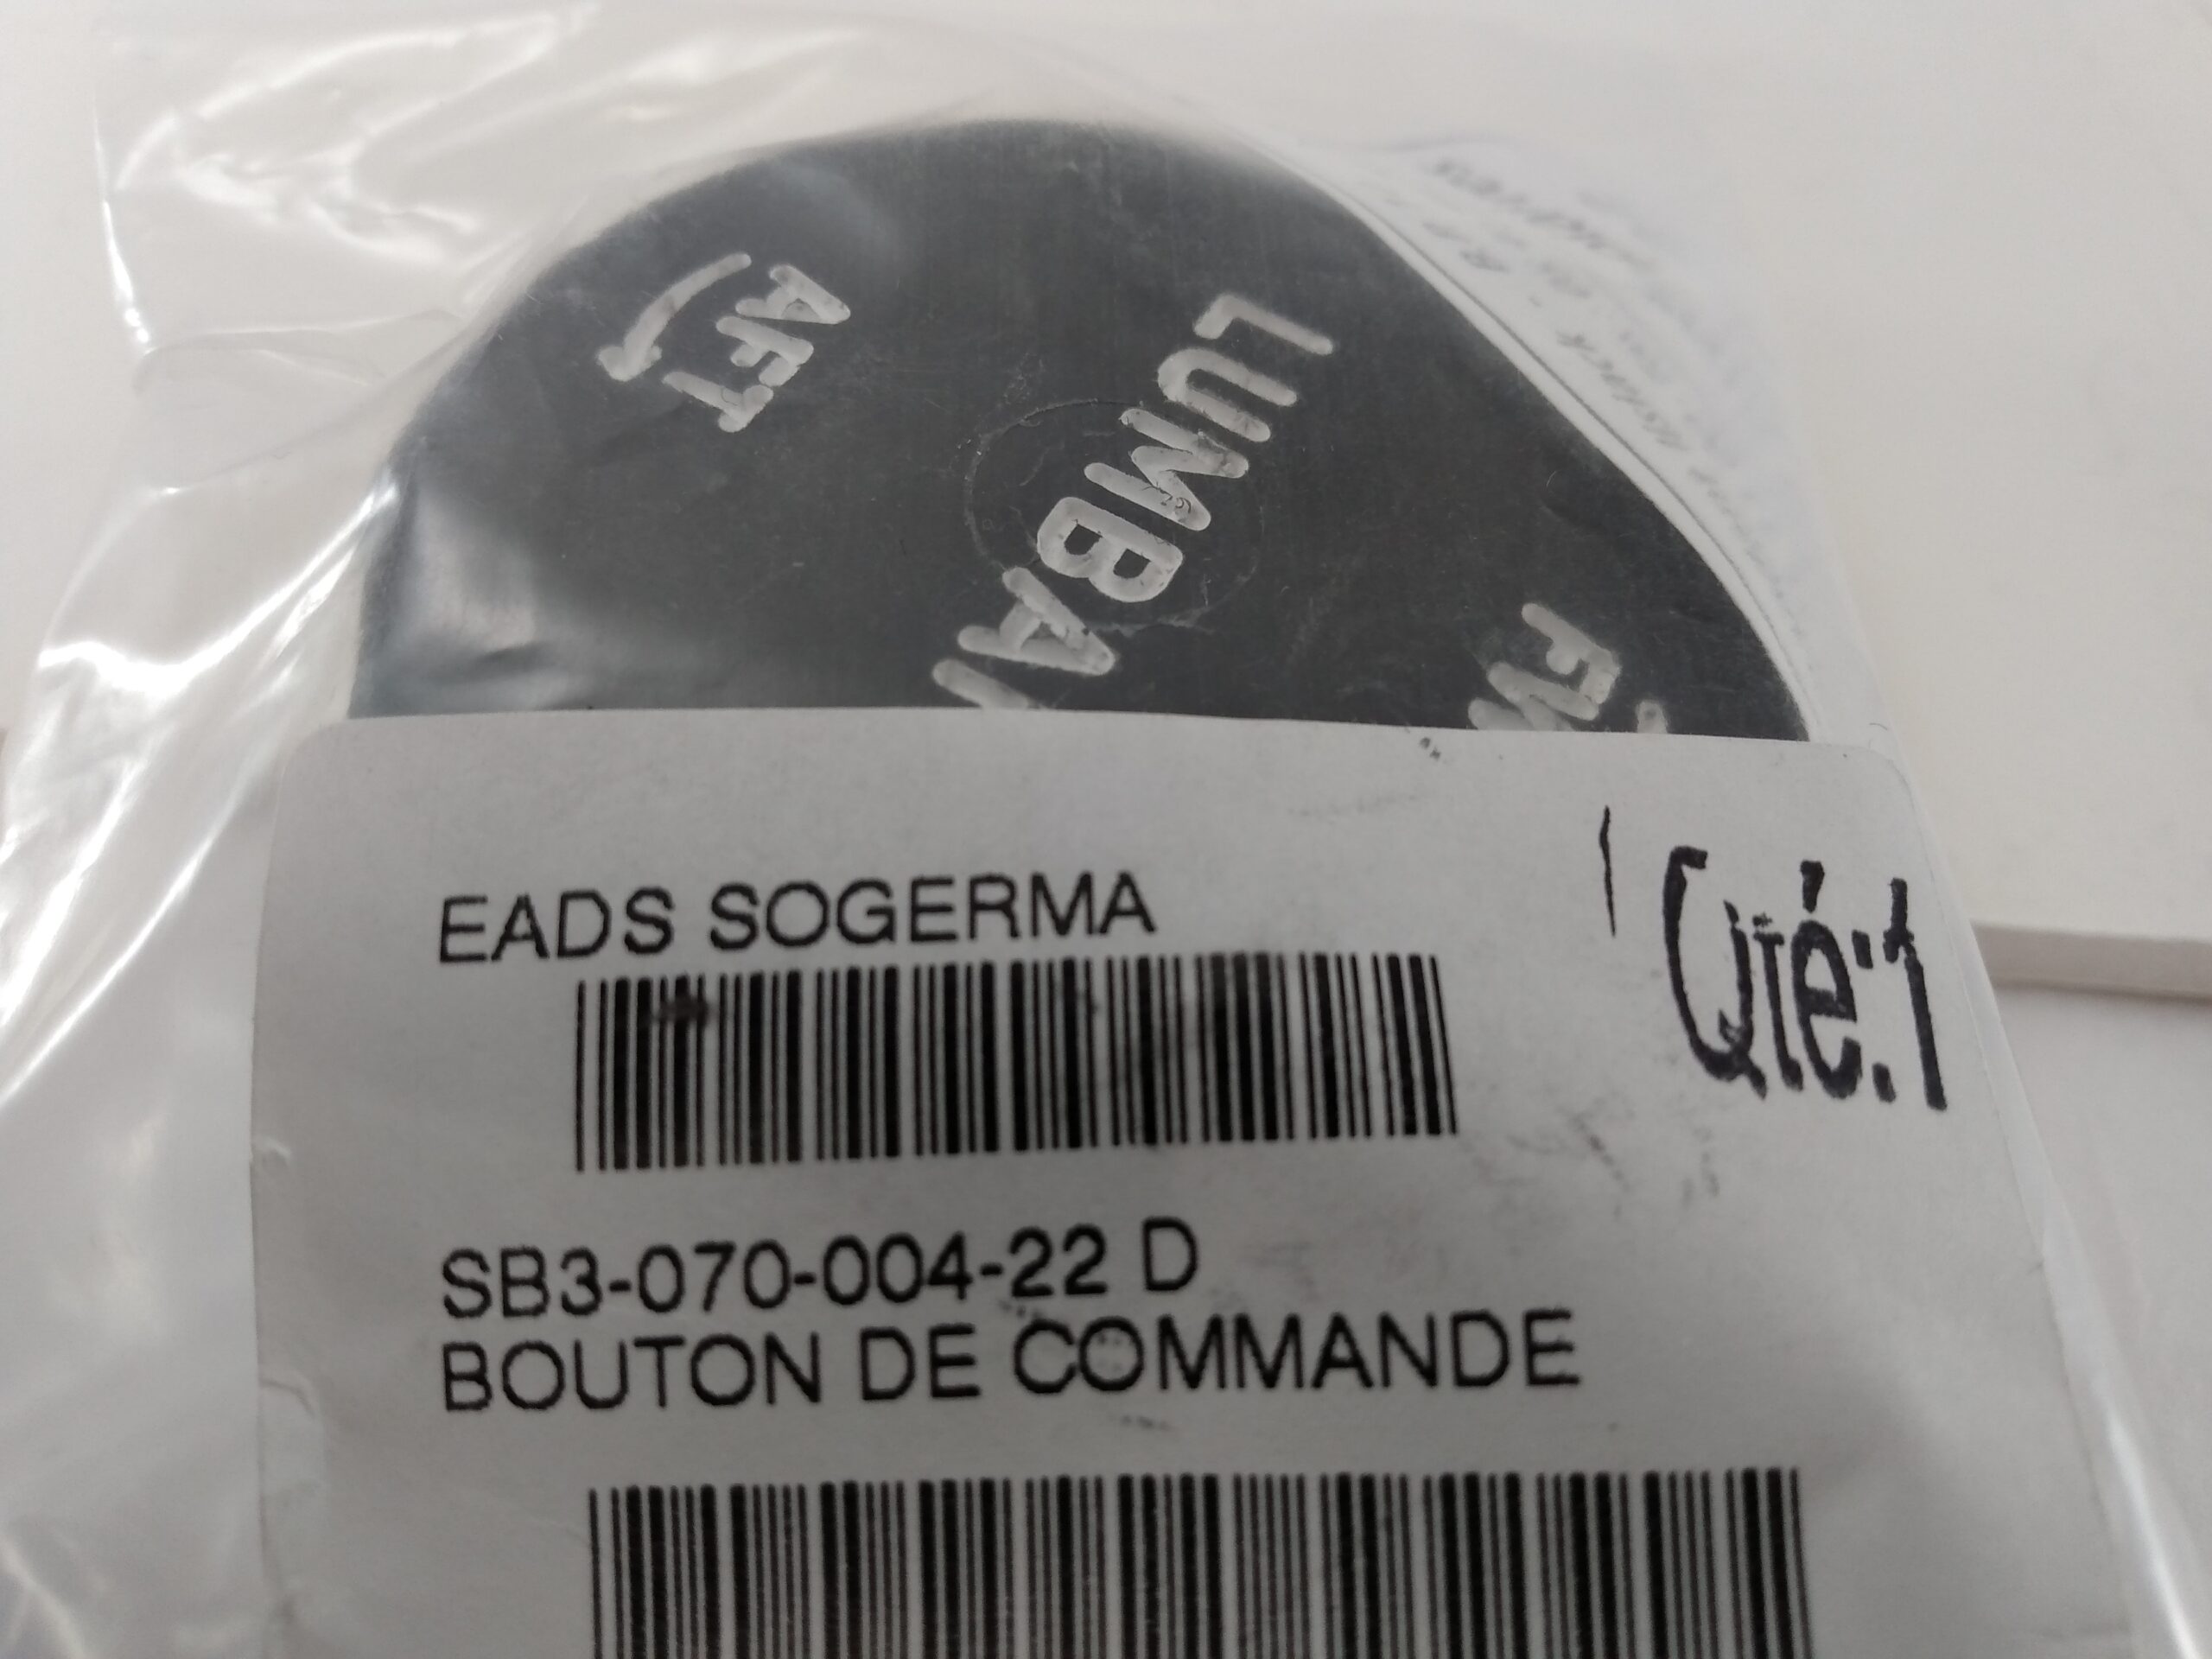 AFT
LUMBA
EADS SOGERMA
Qté:1
SB3-070-004-22 D
BOUTON DE COMMANDE